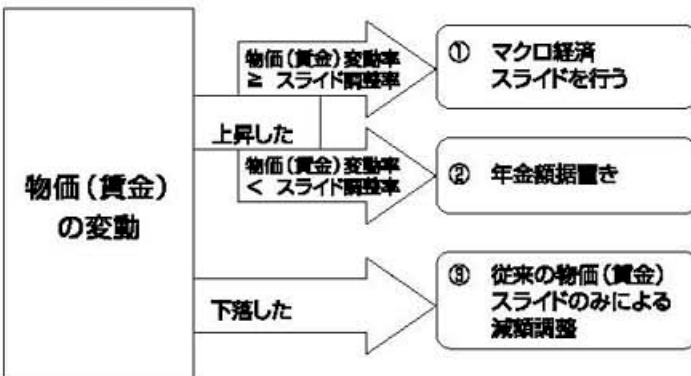 物価（賃金）
の変動
上昇した
物価（賃金）変動率
≧ スライド調整率
① マクロ経済
スライドを行う
物価（賃金）変動率
< スライド調整率
② 年金額据置き
下落した
③ 従来の物価（賃金）
スライドのみによる
減額調整